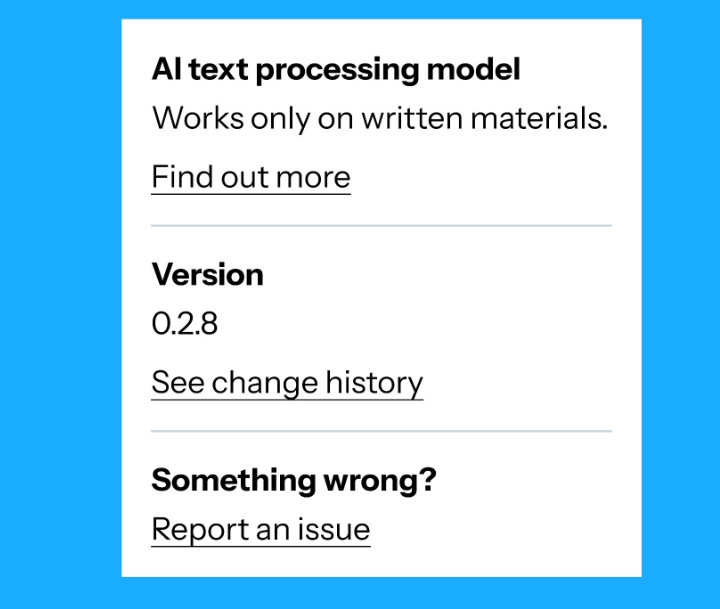 AI text processing model
Works only on written materials.
Find out more
Version
0.2.8
See change history
Something wrong?
Report an issue